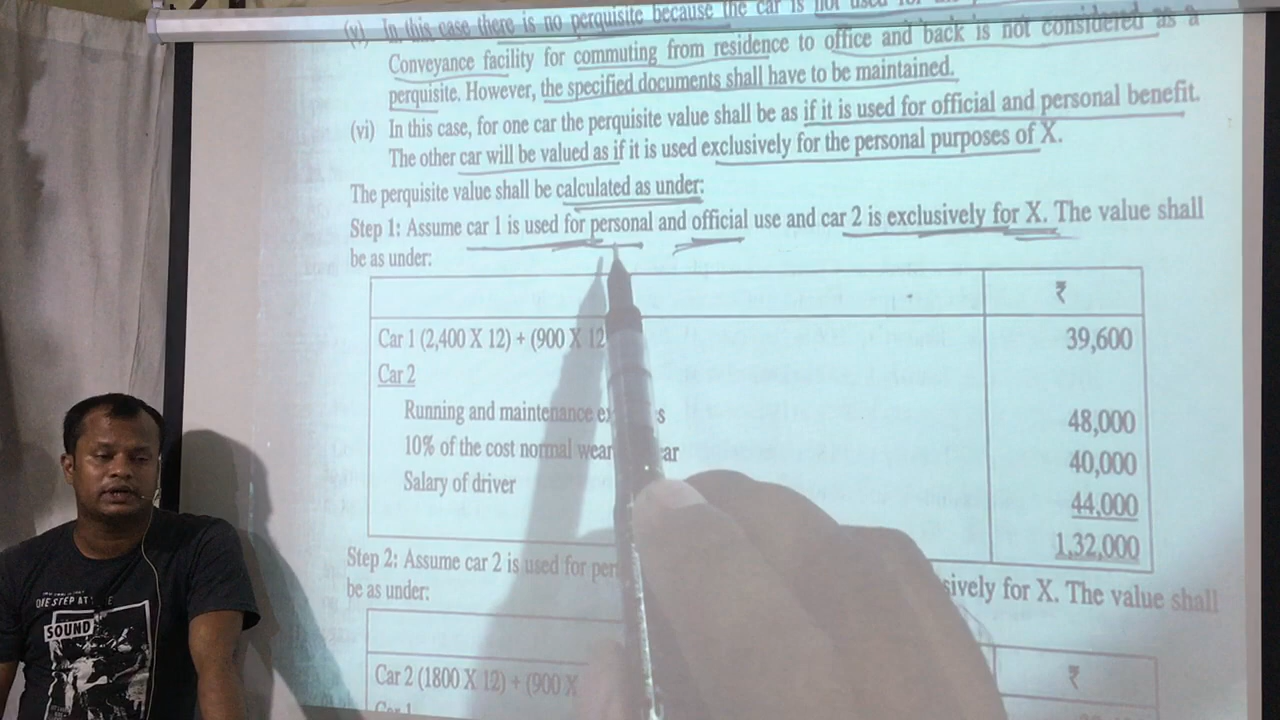 (v) In this case there is no perquisite because the car is not used for
Conveyance facility for commuting from residence to office and back is not considered as a
perquisite. However, the specified documents shall have to be maintained.
(vi) In this case, for one car the perquisite value shall be as if it is used for official and personal benefit.
The other car will be valued as if it is used exclusively for the personal purposes of X.
The perquisite value shall be calculated as under:
Step 1: Assume car 1 is used for personal and official use and car 2 is exclusively for X. The value shall
be as under:
₹
Car 1 (2,400 X 12) + (900 X 12 39,600
Car 2
Running and maintenance 48,000
10% of the cost normal wear 40,000
Salary of driver 44,000
1,32,000
Step 2: Assume car 2 is used for for X. The value shall
be as under:
₹
Car 2 (1800 X 12) + (900 X
Car 1
ONE STEP AT
SOUND